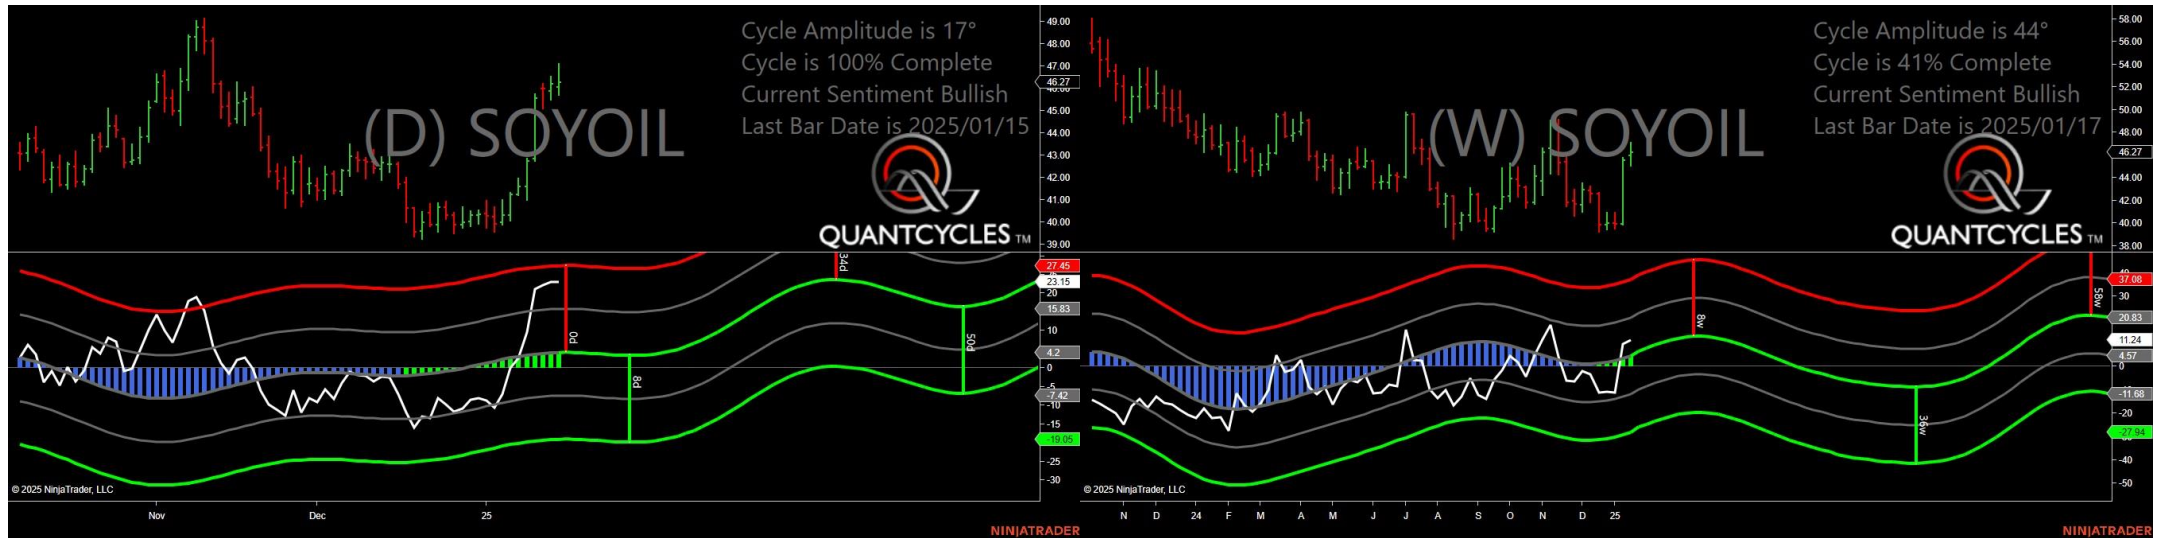 Cycle Amplitude is 17°
Cycle is 100% Complete
Current Sentiment Bullish
Last Bar Date is 2025/01/15
(D) SOYOIL
QUANTCYCLES TM
49.00
48.00
47.00
46.27
45.00
44.00
43.00
42.00
41.00
40.00
39.00
34d
27.45
23.15
20
15.83
10
4.2
0
-5
-7.42
-10
-15
-19.05
-25
-30
0d
8d
50d
© 2025 NinjaTrader, LLC
Nov Dec 25
NINJATRADER
Cycle Amplitude is 44°
Cycle is 41% Complete
Current Sentiment Bullish
Last Bar Date is 2025/01/17
(W) SOYOIL
QUANTCYCLES TM
58.00
56.00
54.00
52.00
50.00
48.00
46.27
44.00
42.00
40.00
38.00
37.08
30
20.83
11.24
4.57
0
-11.68
-20
-27.94
-40
-50
8w
36w
58w
© 2025 NinjaTrader, LLC
N D 24 F M A M J J A S O N D 25
NINJATRADER